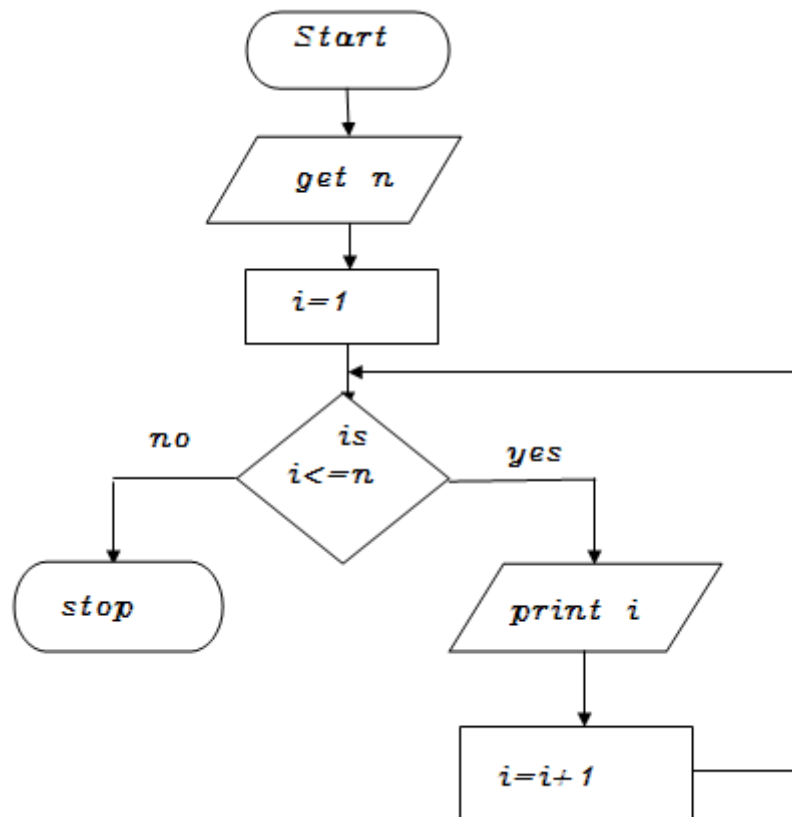 Start
get n
i=1
is
i<=n
no
yes
stop
print i
i=i+1